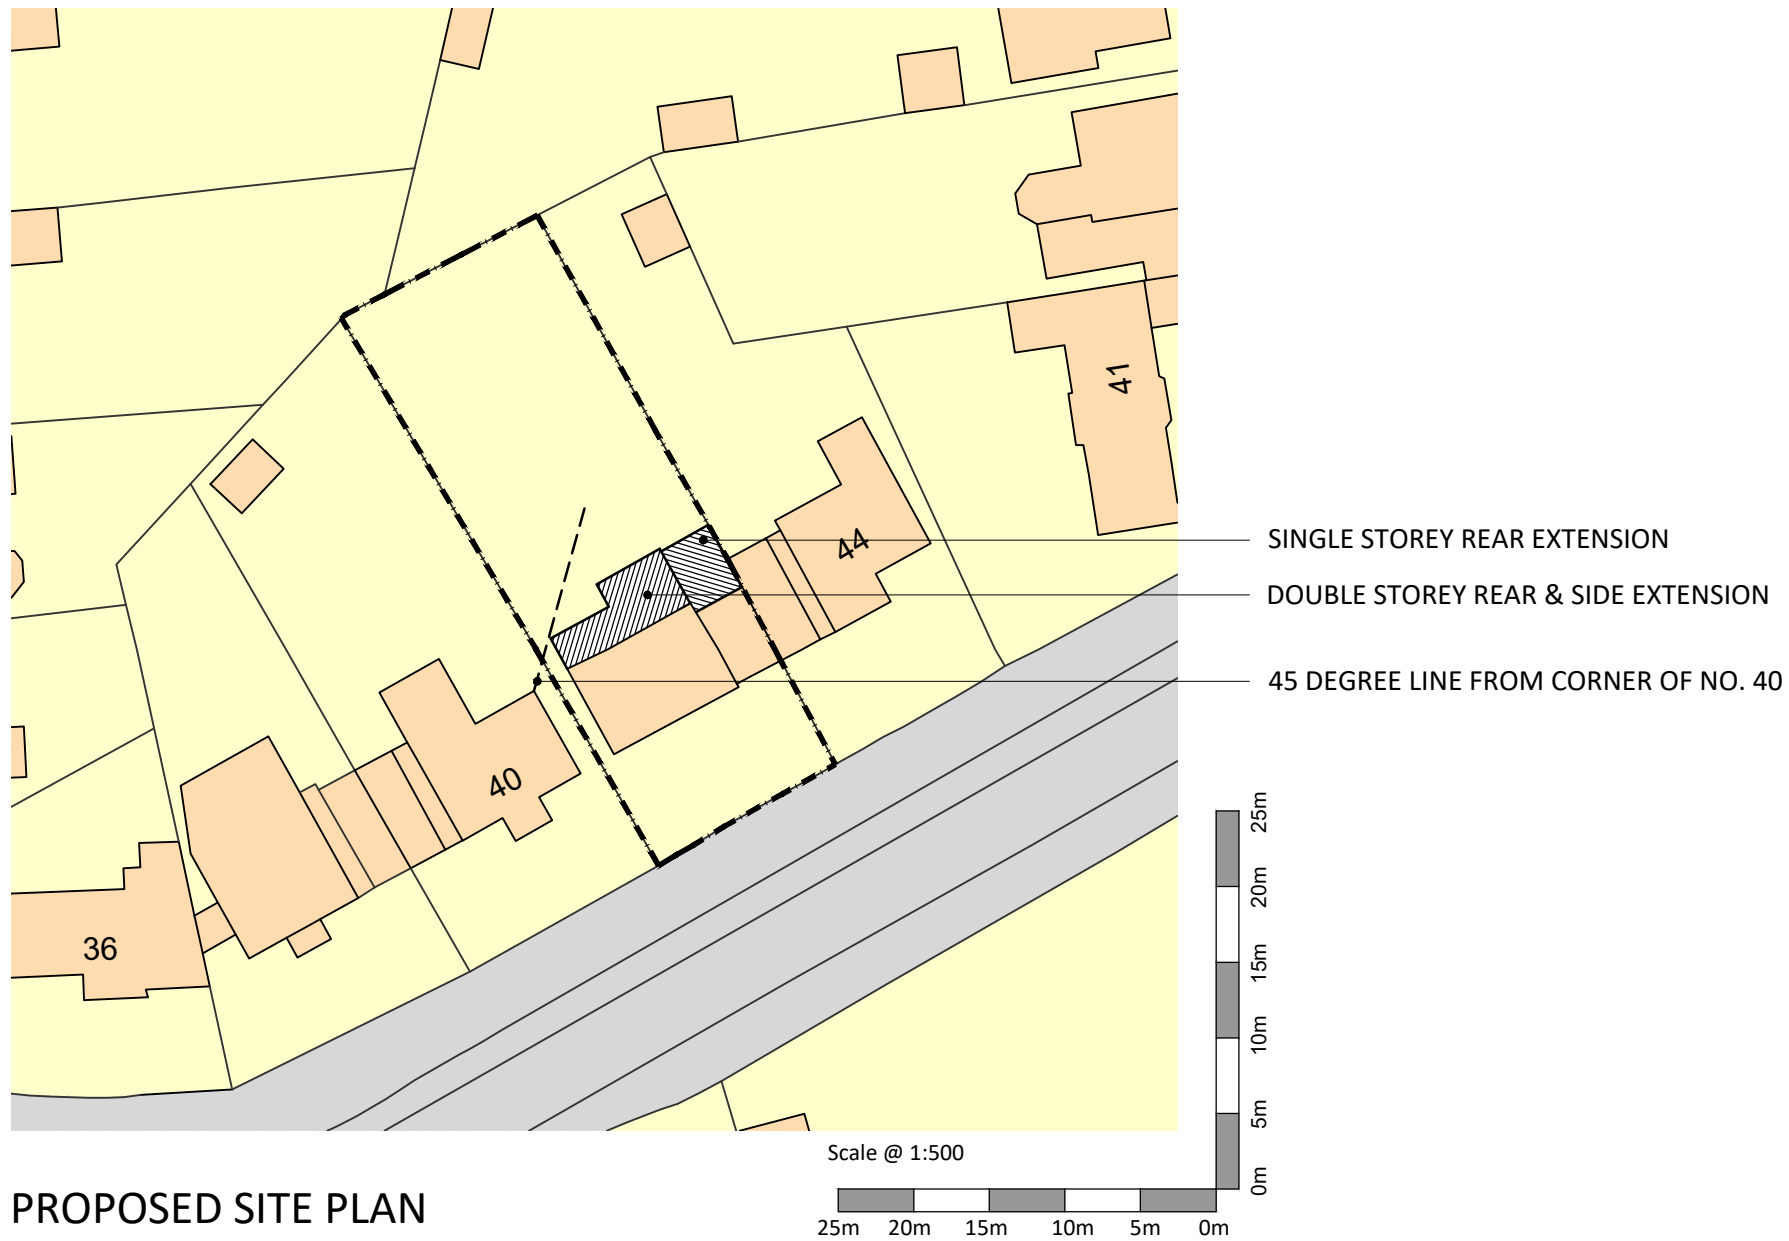 41
44
SINGLE STOREY REAR EXTENSION
DOUBLE STOREY REAR & SIDE EXTENSION
45 DEGREE LINE FROM CORNER OF NO. 40
40
36
25m
20m
15m
10m
5m
0m
Scale @ 1:500
25m 20m 15m 10m 5m 0m
PROPOSED SITE PLAN